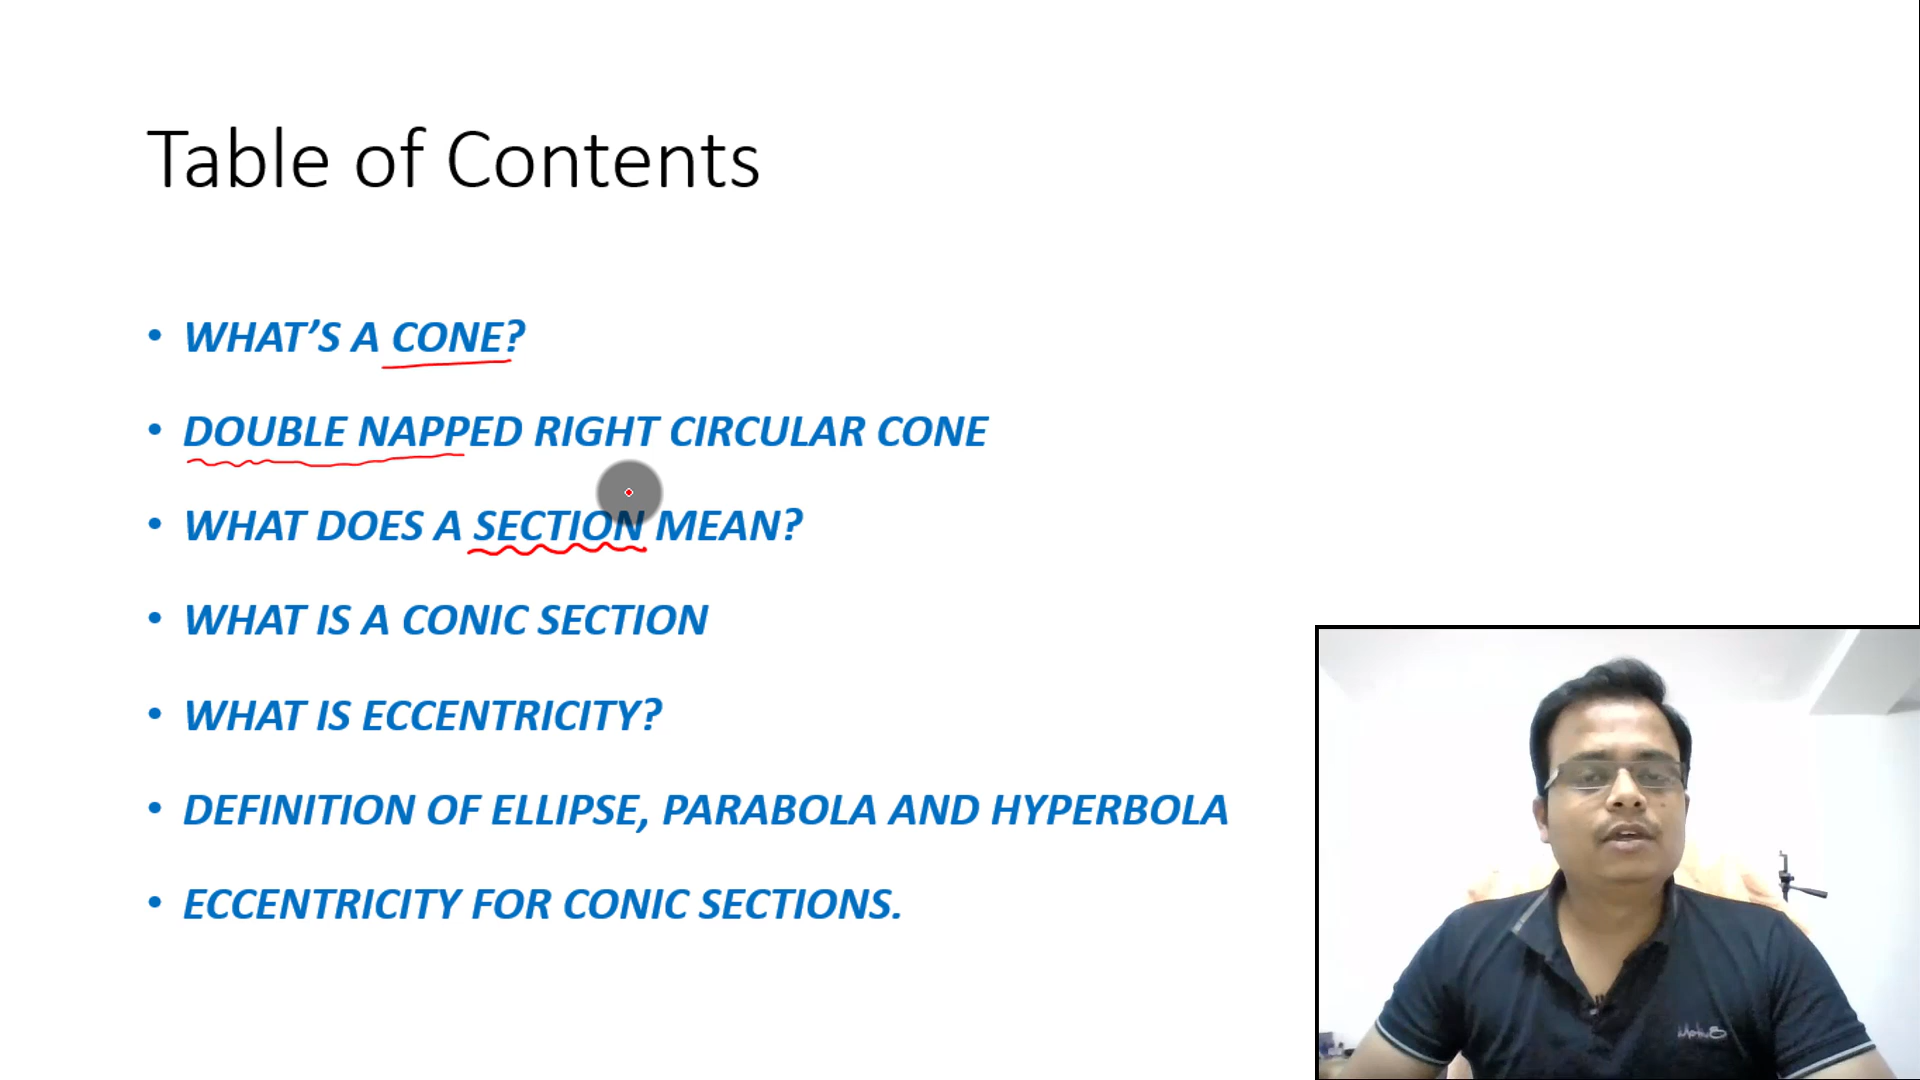 Table of Contents
• WHAT’S A CONE?
• DOUBLE NAPPED RIGHT CIRCULAR CONE
• WHAT DOES A SECTION MEAN?
• WHAT IS A CONIC SECTION
• WHAT IS ECCENTRICITY?
• DEFINITION OF ELLIPSE, PARABOLA AND HYPERBOLA
• ECCENTRICITY FOR CONIC SECTIONS.